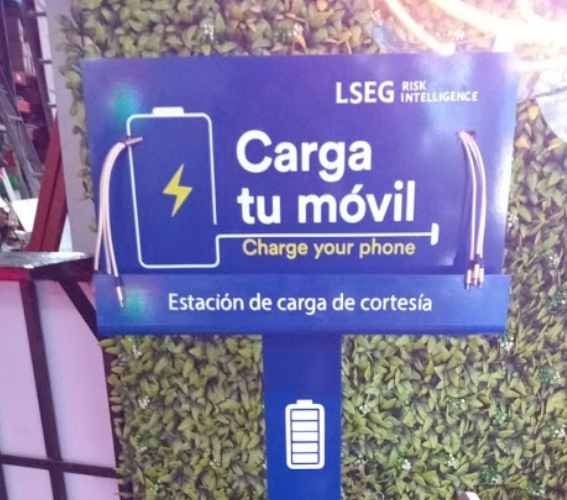 LSEG RISK
INTELLIGENCE
Carga
tu móvil
Charge your phone
Estación de carga de cortesía